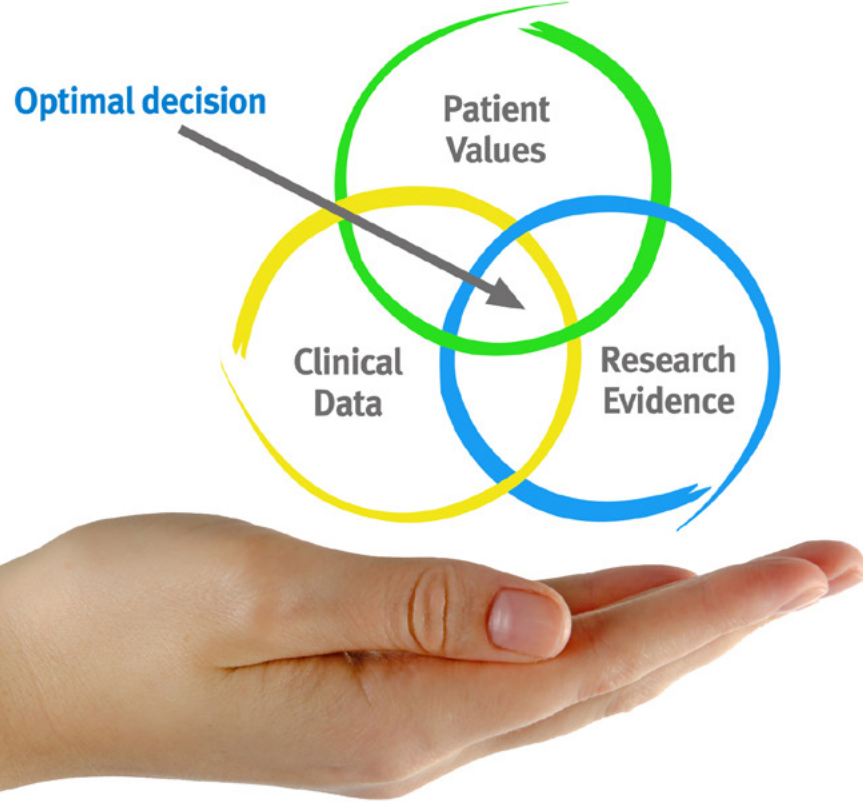 Optimal decision
Patient
Values
Clinical
Data
Research
Evidence